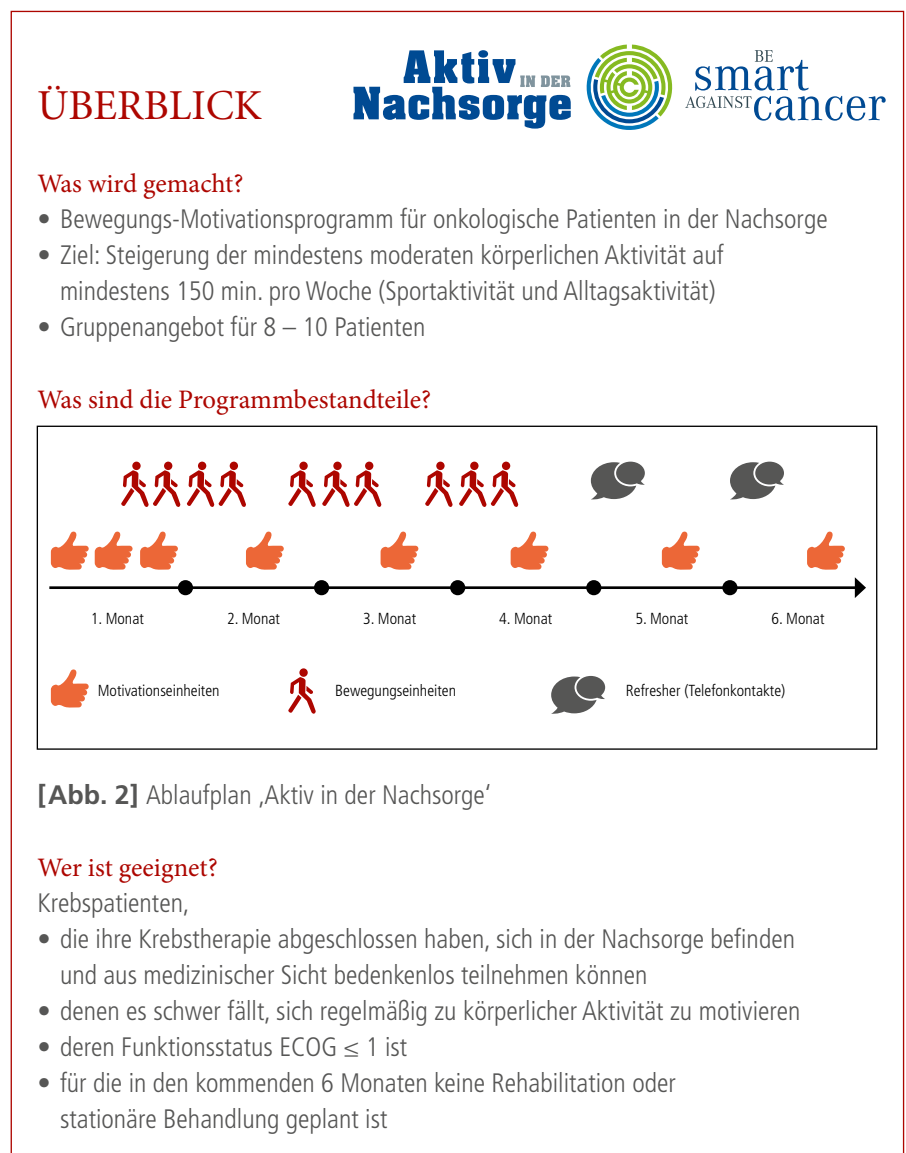 ÜBERBLICK
Aktiv IN DER
Nachsorge
BE
smart
AGAINST cancer
Was wird gemacht?
• Bewegungs-Motivationsprogramm für onkologische Patienten in der Nachsorge
• Ziel: Steigerung der mindestens moderaten körperlichen Aktivität auf
mindestens 150 min. pro Woche (Sportaktivität und Alltagsaktivität)
• Gruppenangebot für 8 – 10 Patienten
Was sind die Programmbestandteile?
1. Monat 2. Monat 3. Monat 4. Monat 5. Monat 6. Monat
Motivationseinheiten Bewegungseinheiten Refresher (Telefonkontakte)
[Abb. 2] Ablaufplan ‚Aktiv in der Nachsorge‘
Wer ist geeignet?
Krebspatienten,
• die ihre Krebstherapie abgeschlossen haben, sich in der Nachsorge befinden
und aus medizinischer Sicht bedenkenlos teilnehmen können
• denen es schwer fällt, sich regelmäßig zu körperlicher Aktivität zu motivieren
• deren Funktionsstatus ECOG ≤ 1 ist
• für die in den kommenden 6 Monaten keine Rehabilitation oder
stationäre Behandlung geplant ist